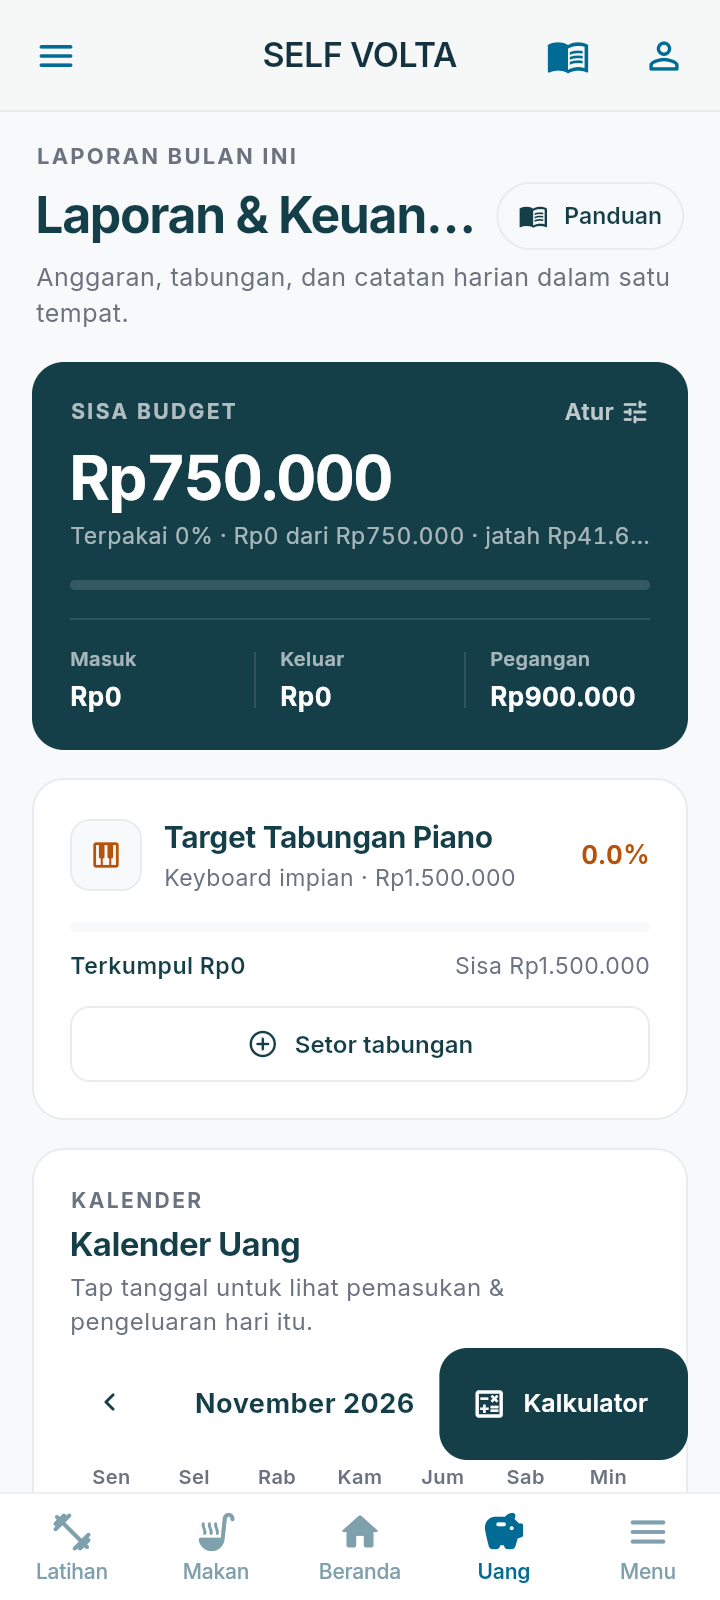 SELF VOLTA
LAPORAN BULAN INI
Laporan & Keuan...
Panduan
Anggaran, tabungan, dan catatan harian dalam satu
tempat.
SISA BUDGET
Atur
Rp750.000
Terpakai 0% · Rp0 dari Rp750.000 · jatah Rp41.6...
Masuk
Keluar
Pegangan
Rp0
Rp0
Rp900.000
Target Tabungan Piano
Keyboard impian · Rp1.500.000
0.0%
Terkumpul Rp0
Sisa Rp1.500.000
Setor tabungan
KALENDER
Kalender Uang
Tap tanggal untuk lihat pemasukan &
pengeluaran hari itu.
November 2026
Kalkulator
Sen Sel Rab Kam Jum Sab Min
Latihan Makan Beranda Uang Menu